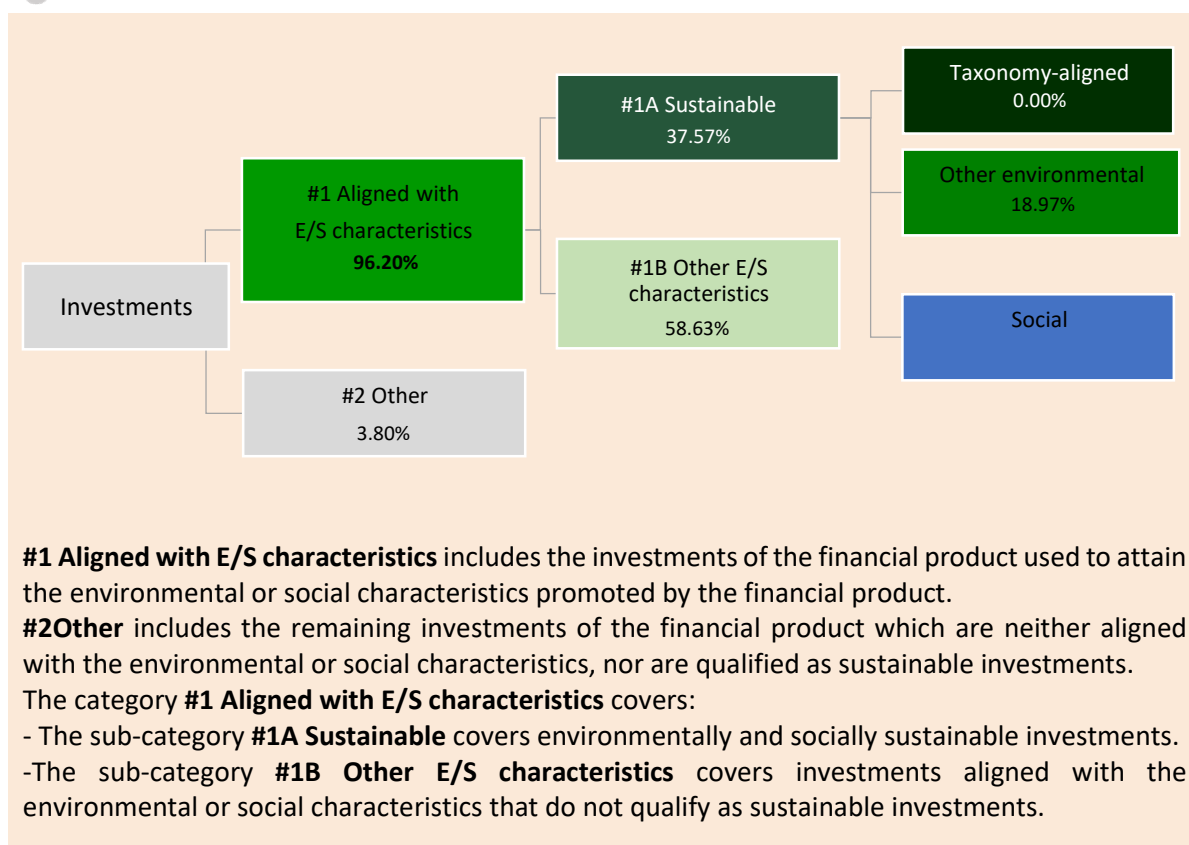 Investments
#1 Aligned with
E/S characteristics
96.20%
#2 Other
3.80%
#1A Sustainable
37.57%
#1B Other E/S
characteristics
58.63%
Taxonomy-aligned
0.00%
Other environmental
18.97%
Social
#1 Aligned with E/S characteristics includes the investments of the financial product used to attain
the environmental or social characteristics promoted by the financial product.
#2Other includes the remaining investments of the financial product which are neither aligned
with the environmental or social characteristics, nor are qualified as sustainable investments.
The category #1 Aligned with E/S characteristics covers:
- The sub-category #1A Sustainable covers environmentally and socially sustainable investments.
-The sub-category #1B Other E/S characteristics covers investments aligned with the
environmental or social characteristics that do not qualify as sustainable investments.